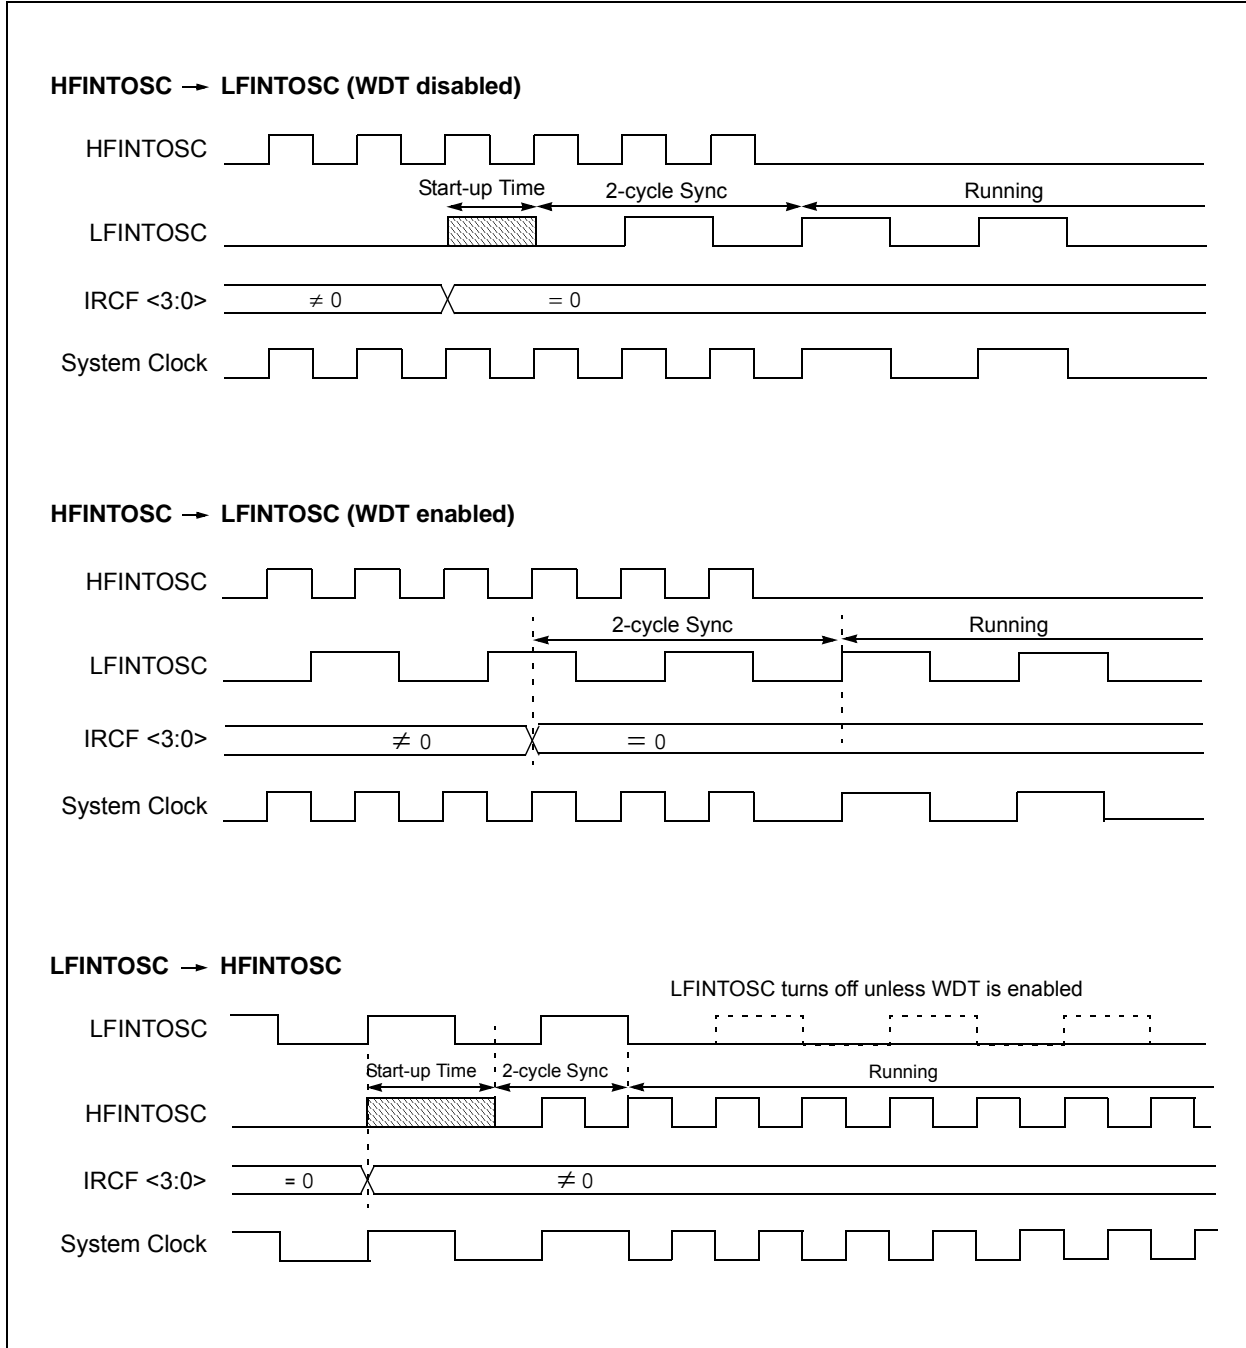 HFINTOSC → LFINTOSC (WDT disabled)
HFINTOSC
Start-up Time 2-cycle Sync Running
LFINTOSC
IRCF <3:0> ≠ 0 = 0
System Clock
HFINTOSC → LFINTOSC (WDT enabled)
HFINTOSC
2-cycle Sync Running
LFINTOSC
IRCF <3:0> ≠ 0 = 0
System Clock
LFINTOSC → HFINTOSC
LFINTOSC turns off unless WDT is enabled
LFINTOSC
Start-up Time 2-cycle Sync Running
HFINTOSC
IRCF <3:0> = 0 ≠ 0
System Clock